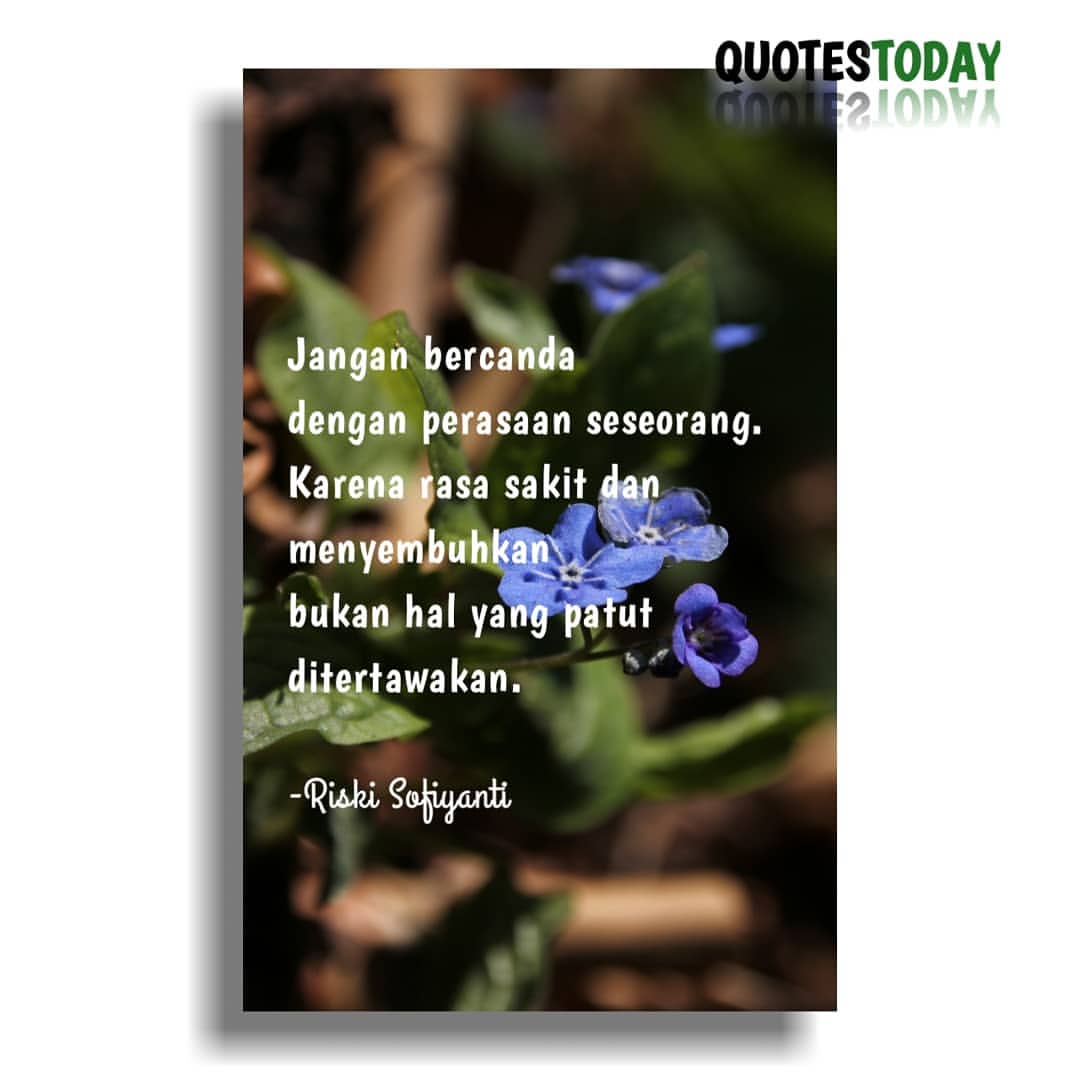 QUOTESTODAY
Jangan bercanda
dengan perasaan seseorang.
Karena rasa sakit dan
menyembuhkan
bukan hal yang patut
ditertawakan.
-Riski Sofiyanti